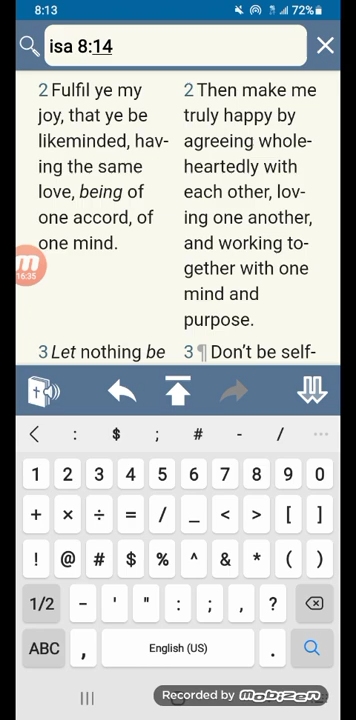 8:13
72%
isa 8:14
2 Fulfil ye my
joy, that ye be
likeminded, hav-
ing the same
love, being of
one accord, of
one mind.
2 Then make me
truly happy by
agreeing whole-
heartedly with
each other, lov-
ing one another,
and working to-
gether with one
mind and
purpose.
3 Let nothing be
3 ¶ Don’t be self-
m
16:35
: $ ; # - / ...
1 2 3 4 5 6 7 8 9 0
+ × ÷ = / _ < > [ ]
! @ # $ % ^ & * ( )
1/2 - ' " : ; , ?
ABC , English (US) .
Recorded by mobizen